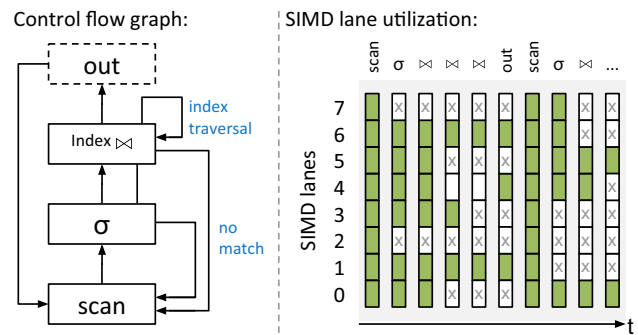 Control flow graph:
out
index
traversal
Index ⋈
σ
no
match
scan
SIMD lane utilization:
scan σ ⋈ ⋈ ⋈ out scan σ ⋈ ...
SIMD lanes
7 x x x x x x x
6 x x
5 x x x
4 x
3 x x x x x
2 x x x x x x x x
1 x x x
0 x x x
t